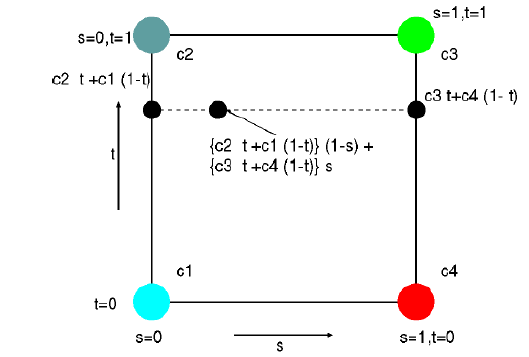 s=1,t=1
s=0,t=1
c2
c3
c2 t +c1 (1-t)
c3 t+c4 (1- t)
t
{c2 t +c1 (1-t)} (1-s) +
{c3 t +c4 (1-t)} s
c1
c4
t=0
s=0
s
s=1,t=0